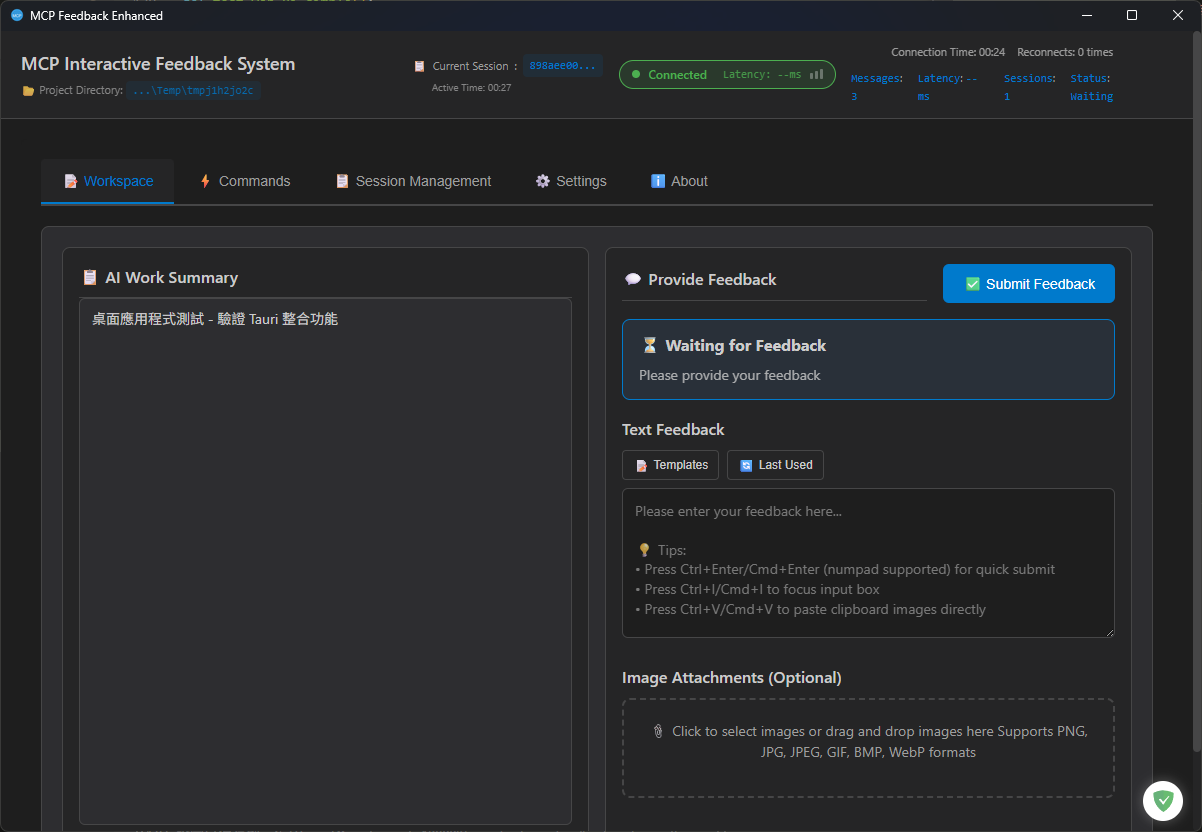 MCP Feedback Enhanced
MCP Interactive Feedback System
Project Directory: ...\Temp\tmpj1h2jo2c
Current Session : 898aee00...
Active Time: 00:27
Connected Latency: --ms
Connection Time: 00:24 Reconnects: 0 times
Messages: 3
Latency: --ms
Sessions: 1
Status: Waiting
Workspace
Commands
Session Management
Settings
About
AI Work Summary
桌面應用程式測試 - 驗證 Tauri 整合功能
Provide Feedback
Submit Feedback
Waiting for Feedback
Please provide your feedback
Text Feedback
Templates
Last Used
Please enter your feedback here...
Tips:
• Press Ctrl+Enter/Cmd+Enter (numpad supported) for quick submit
• Press Ctrl+I/Cmd+I to focus input box
• Press Ctrl+V/Cmd+V to paste clipboard images directly
Image Attachments (Optional)
Click to select images or drag and drop images here Supports PNG,
JPG, JPEG, GIF, BMP, WebP formats